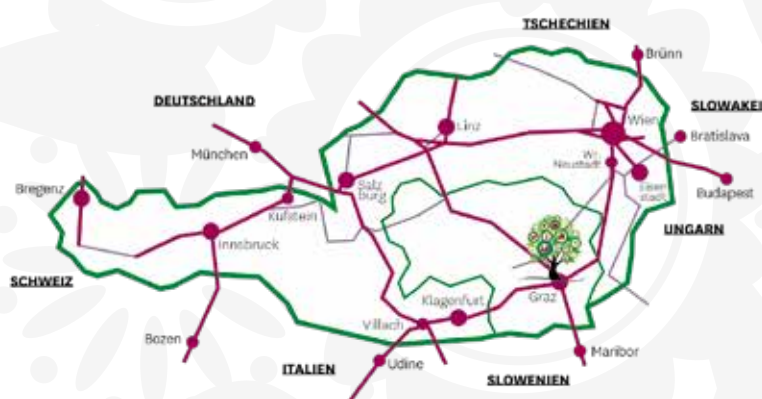 TSCHECHIEN
Brünn
DEUTSCHLAND
SLOWAKEI
Wien
Linz
Bratislava
München
Wr.
Neustadt
Salz
burg
Eisen
stadt
Budapest
Bregenz
Kufstein
Innsbruck
UNGARN
SCHWEIZ
Graz
Klagenfurt
Villach
Bozen
Maribor
Udine
ITALIEN
SLOWENIEN